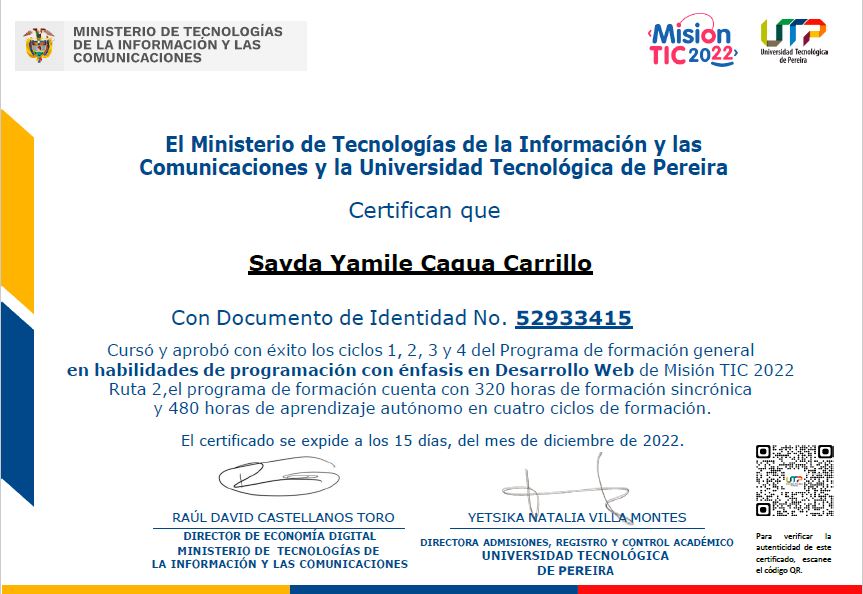 MINISTERIO DE TECNOLOGÍAS
DE LA INFORMACIÓN Y LAS
COMUNICACIONES
Misión
TIC 2022
UTP
Universidad Tecnológica
de Pereira
El Ministerio de Tecnologías de la Información y las
Comunicaciones y la Universidad Tecnológica de Pereira
Certifican que
Sayda Yamile Cagua Carrillo
Con Documento de Identidad No. 52933415
Cursó y aprobó con éxito los ciclos 1, 2, 3 y 4 del Programa de formación general
en habilidades de programación con énfasis en Desarrollo Web de Misión TIC 2022
Ruta 2,el programa de formación cuenta con 320 horas de formación sincrónica
y 480 horas de aprendizaje autónomo en cuatro ciclos de formación.
El certificado se expide a los 15 días, del mes de diciembre de 2022.
RAÚL DAVID CASTELLANOS TORO
DIRECTOR DE ECONOMÍA DIGITAL
MINISTERIO DE TECNOLOGÍAS DE
LA INFORMACIÓN Y LAS COMUNICACIONES
YETSIKA NATALIA VILLA MONTES
DIRECTORA ADMISIONES, REGISTRO Y CONTROL ACADÉMICO
UNIVERSIDAD TECNOLÓGICA
DE PEREIRA
UTP
Para verificar la
autenticidad de este
certificado, escanee
el código QR.